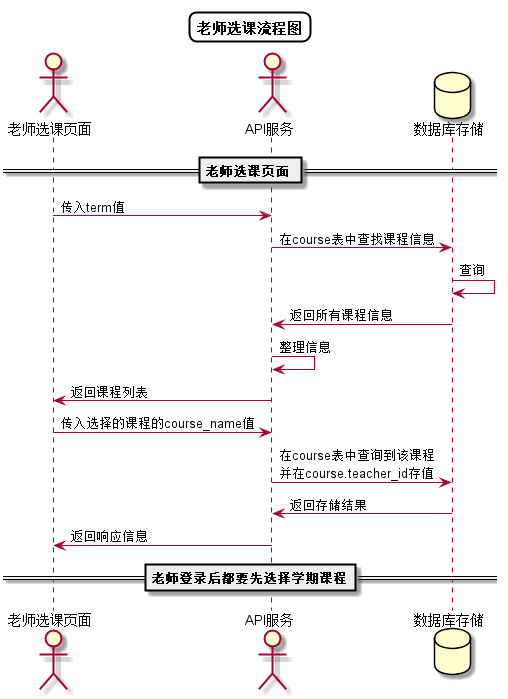 老师选课流程图
老师选课页面
API服务
数据库存储
老师选课页面
传入term值
在course表中查找课程信息
查询
返回所有课程信息
整理信息
返回课程列表
传入选择的课程的course_name值
在course表中查询到该课程
并在course.teacher_id存值
返回存储结果
返回响应信息
老师登录后都要先选择学期课程
老师选课页面
API服务
数据库存储